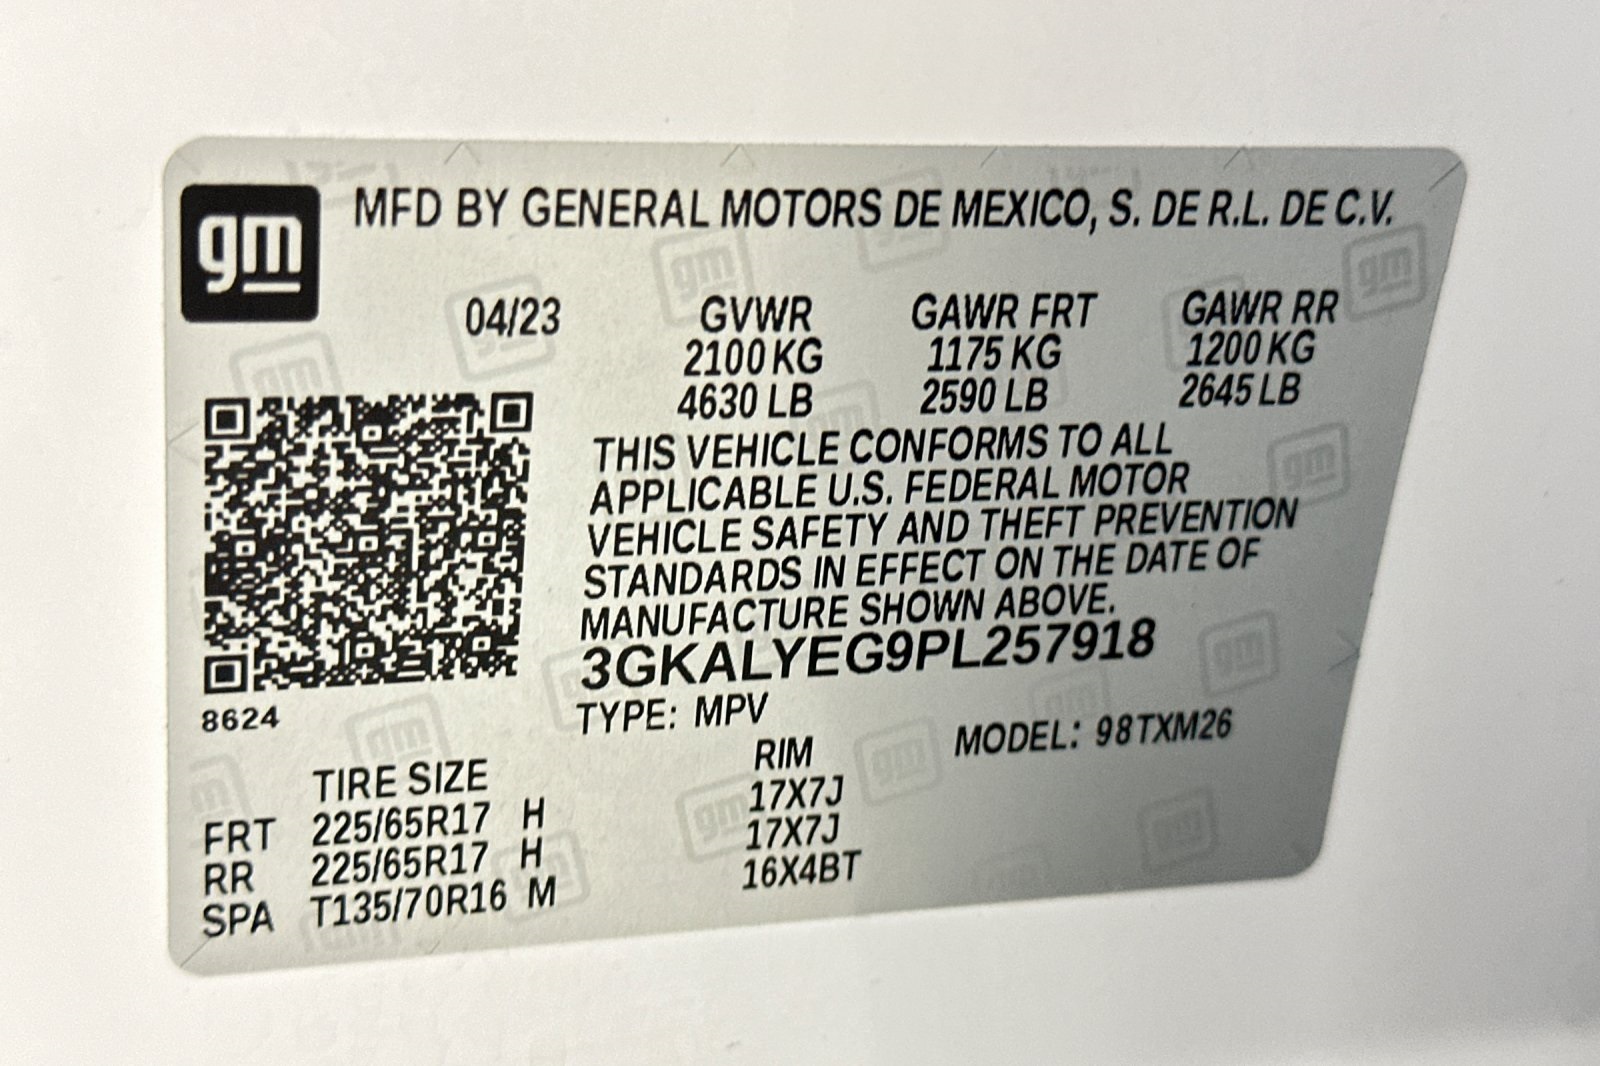 gm
MFD BY GENERAL MOTORS DE MEXICO, S. DE R.L. DE C.V.
04/23 GVWR GAWR FRT GAWR RR
2100 KG 1175 KG 1200 KG
4630 LB 2590 LB 2645 LB
THIS VEHICLE CONFORMS TO ALL
APPLICABLE U.S. FEDERAL MOTOR
VEHICLE SAFETY AND THEFT PREVENTION
STANDARDS IN EFFECT ON THE DATE OF
MANUFACTURE SHOWN ABOVE.
3GKALYEG9PL257918
8624
TYPE: MPV MODEL: 98TXM26
TIRE SIZE RIM
FRT 225/65R17 H 17X7J
RR 225/65R17 H 17X7J
SPA T135/70R16 M 16X4BT